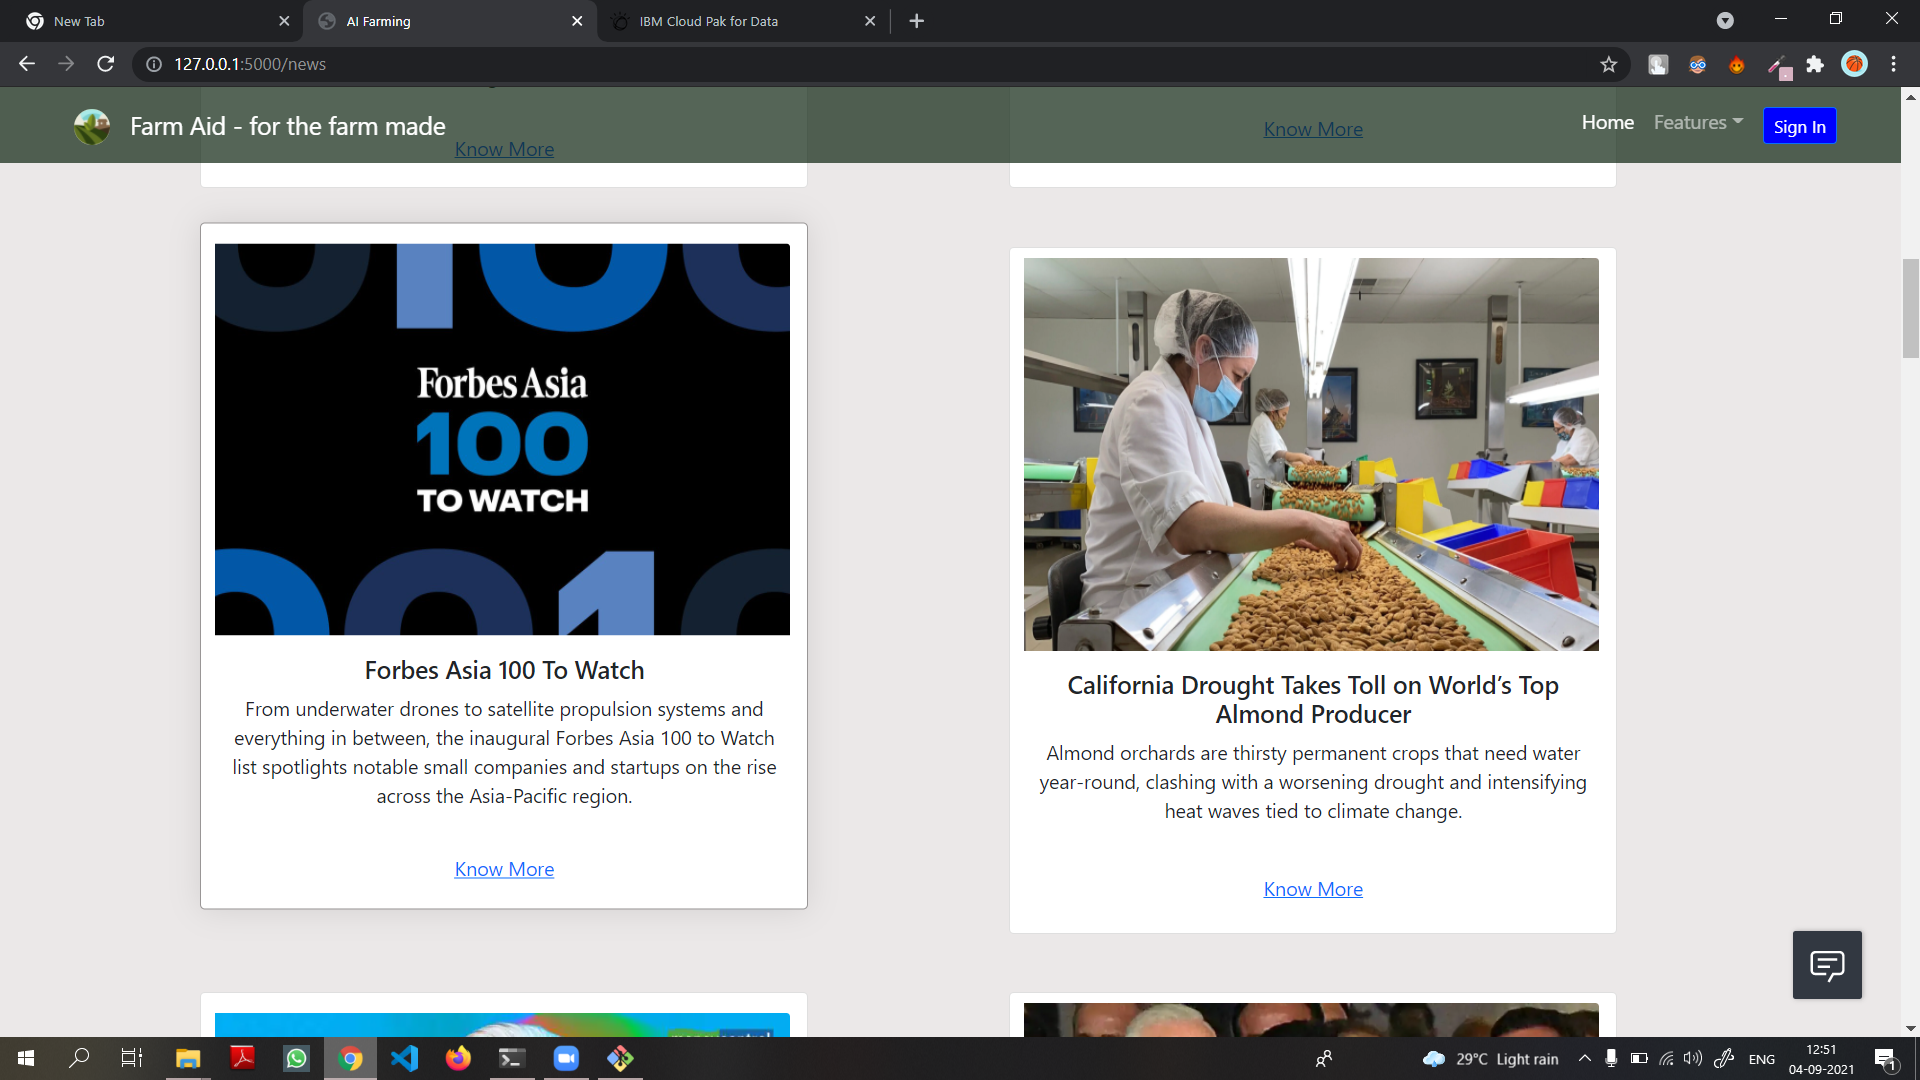 New Tab
AI Farming
IBM Cloud Pak for Data
127.0.0.1:5000/news
Farm Aid - for the farm made
Home
Features
Sign In
Know More
Know More
Forbes Asia
100
TO WATCH
Forbes Asia 100 To Watch
From underwater drones to satellite propulsion systems and
everything in between, the inaugural Forbes Asia 100 to Watch
list spotlights notable small companies and startups on the rise
across the Asia-Pacific region.
Know More
California Drought Takes Toll on World’s Top
Almond Producer
Almond orchards are thirsty permanent crops that need water
year-round, clashing with a worsening drought and intensifying
heat waves tied to climate change.
Know More
29°C Light rain
ENG
12:51
04-09-2021
1